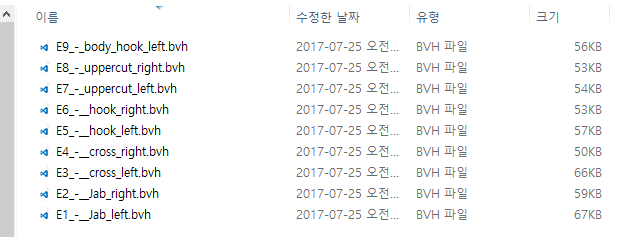 이름 수정한 날짜 유형 크기
E9_-_body_hook_left.bvh 2017-07-25 오전... BVH 파일 56KB
E8_-_uppercut_right.bvh 2017-07-25 오전... BVH 파일 53KB
E7_-_uppercut_left.bvh 2017-07-25 오전... BVH 파일 54KB
E6_-__hook_right.bvh 2017-07-25 오전... BVH 파일 53KB
E5_-__hook_left.bvh 2017-07-25 오전... BVH 파일 57KB
E4_-__cross_right.bvh 2017-07-25 오전... BVH 파일 50KB
E3_-__cross_left.bvh 2017-07-25 오전... BVH 파일 66KB
E2_-__Jab_right.bvh 2017-07-25 오전... BVH 파일 59KB
E1_-__Jab_left.bvh 2017-07-25 오전... BVH 파일 67KB